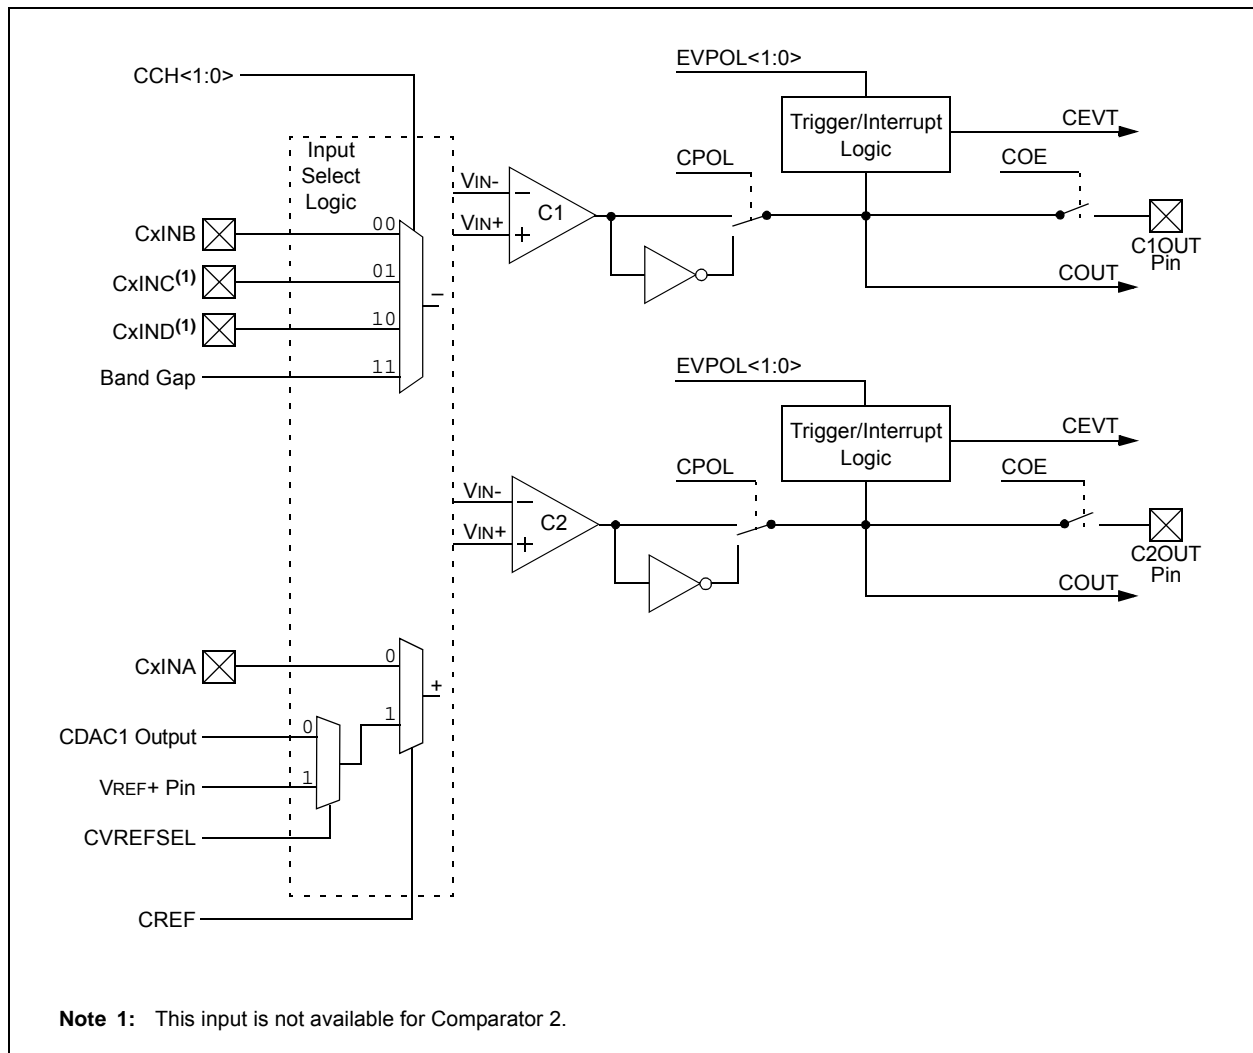 CCH<1:0>
Input
Select
Logic
CxINB
00
CxINC(1)
01
CxIND(1)
10
Band Gap
11
−
VIN-
VIN+
−
+
C1
CPOL
EVPOL<1:0>
Trigger/Interrupt
Logic
CEVT
COE
C1OUT
Pin
COUT
VIN-
VIN+
−
+
C2
CPOL
EVPOL<1:0>
Trigger/Interrupt
Logic
CEVT
COE
C2OUT
Pin
COUT
CxINA
0
1
+
CDAC1 Output
0
VREF+ Pin
1
CVREFSEL
CREF
Note 1: This input is not available for Comparator 2.